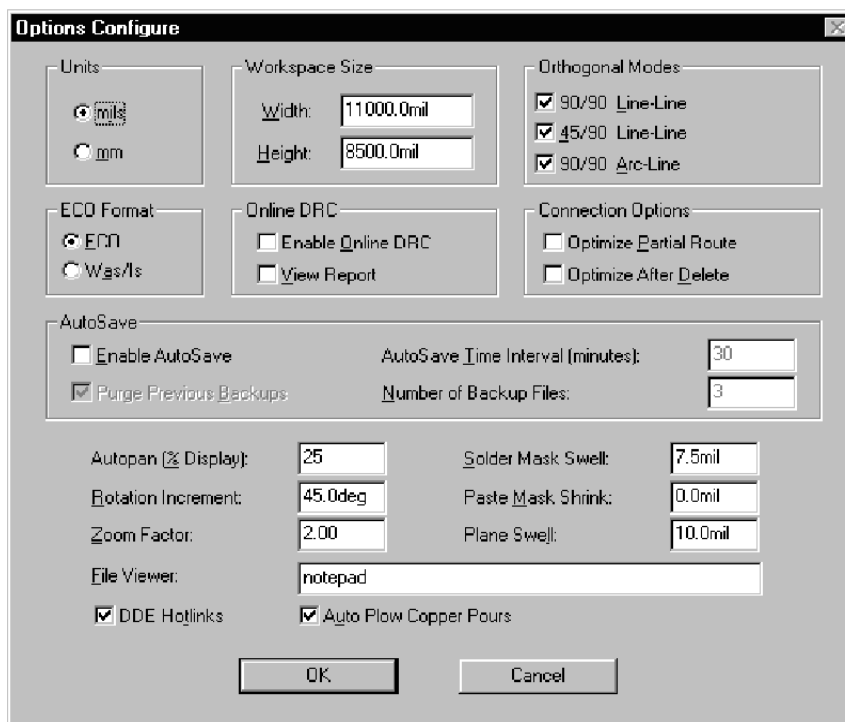 Options Configure
Units
mils
mm
Workspace Size
Width: 11000.0mil
Height: 8500.0mil
Orthogonal Modes
90/90 Line-Line
45/90 Line-Line
90/90 Arc-Line
ECO Format
ECO
Was/Is
Online DRC
Enable Online DRC
View Report
Connection Options
Optimize Partial Route
Optimize After Delete
AutoSave
Enable AutoSave
Purge Previous Backups
AutoSave Time Interval (minutes): 30
Number of Backup Files: 3
Autopan (% Display): 25
Rotation Increment: 45.0deg
Zoom Factor: 2.00
Solder Mask Swell: 7.5mil
Paste Mask Shrink: 0.0mil
Plane Swell: 10.0mil
File Viewer: notepad
DDE Hotlinks
Auto Plow Copper Pours
OK
Cancel